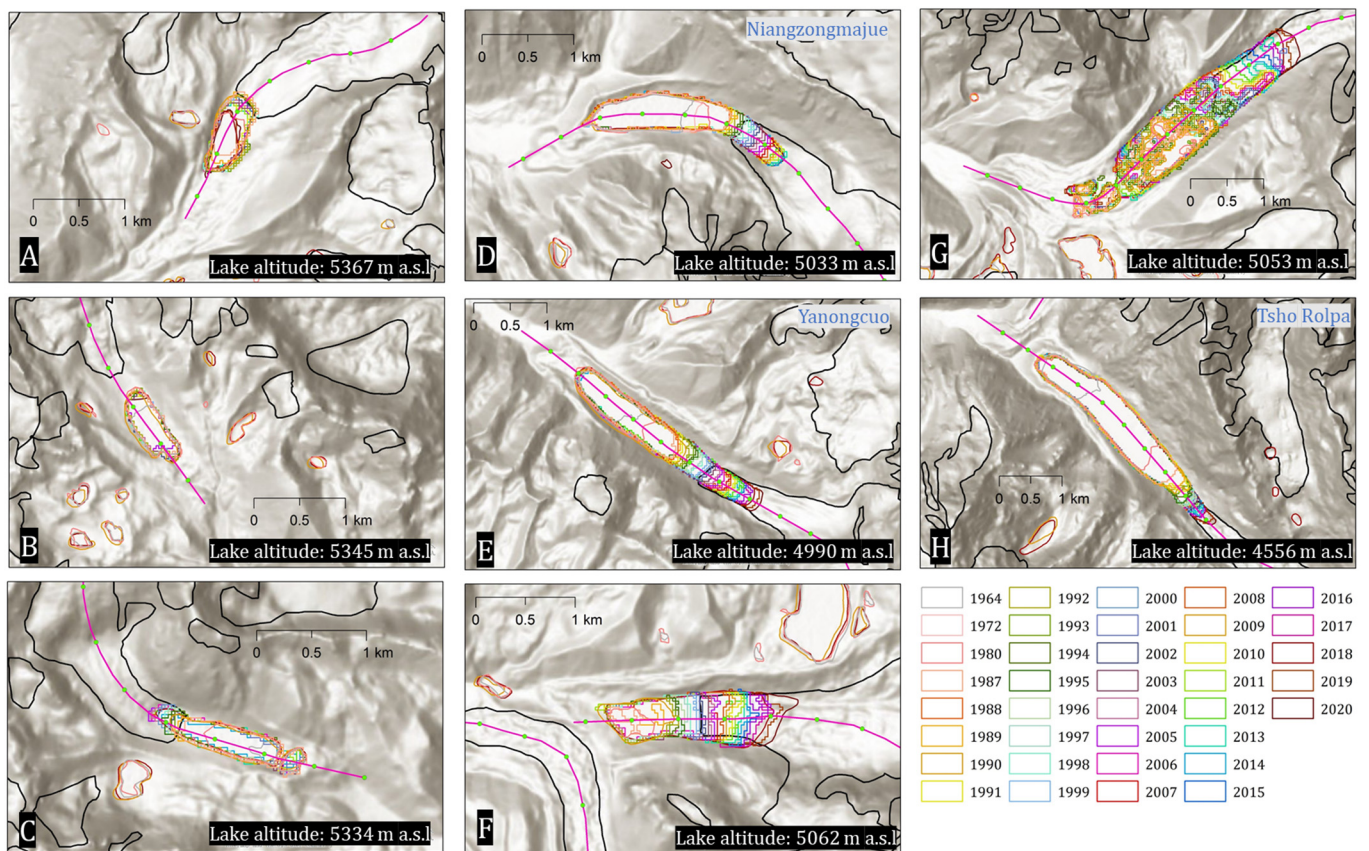 0 0.5 1 km
A
Lake altitude: 5367 m a.s.l
Niangzongmajue
0 0.5 1 km
D
Lake altitude: 5033 m a.s.l
0 0.5 1 km
G
Lake altitude: 5053 m a.s.l
0 0.5 1 km
B
Lake altitude: 5345 m a.s.l
0 0.5 1 km
Yanongcuo
E
Lake altitude: 4990 m a.s.l
Tsho Rolpa
0 0.5 1 km
H
Lake altitude: 4556 m a.s.l
0 0.5 1 km
C
Lake altitude: 5334 m a.s.l
0 0.5 1 km
F
Lake altitude: 5062 m a.s.l
1964 1992 2000 2008 2016
1972 1993 2001 2009 2017
1980 1994 2002 2010 2018
1987 1995 2003 2011 2019
1988 1996 2004 2012 2020
1989 1997 2005 2013
1990 1998 2006 2014
1991 1999 2007 2015